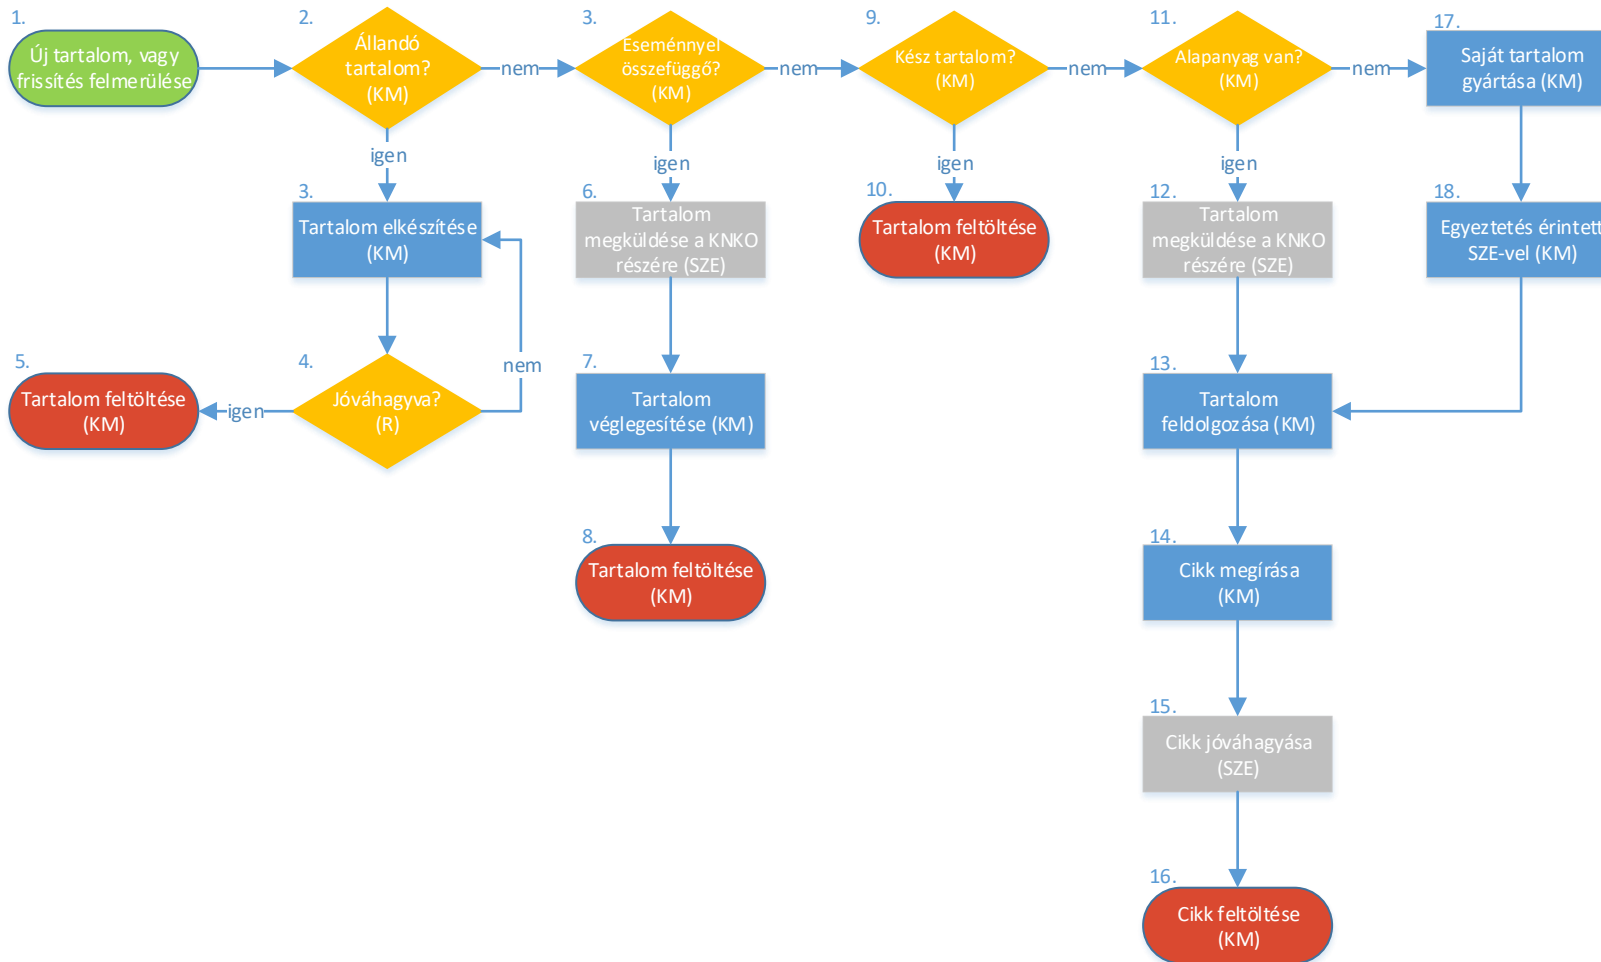 1.
Új tartalom, vagy
frissítés felmerülése
2.
Állandó
tartalom?
(KM)
nem
igen
3.
Eseménnyel
összefüggő?
(KM)
nem
igen
9.
Kész tartalom?
(KM)
nem
igen
11.
Alapanyag van?
(KM)
nem
igen
17.
Saját tartalom
gyártása (KM)
3.
Tartalom elkészítése
(KM)
6.
Tartalom
megküldése a KNKO
részére (SZE)
10.
Tartalom feltöltése
(KM)
12.
Tartalom
megküldése a KNKO
részére (SZE)
18.
Egyeztetés érintett
SZE-vel (KM)
5.
Tartalom feltöltése
(KM)
igen
4.
Jóváhagyva?
(R)
nem
7.
Tartalom
véglegesítése (KM)
13.
Tartalom
feldolgozása (KM)
8.
Tartalom feltöltése
(KM)
14.
Cikk megírása
(KM)
15.
Cikk jóváhagyása
(SZE)
16.
Cikk feltöltése
(KM)